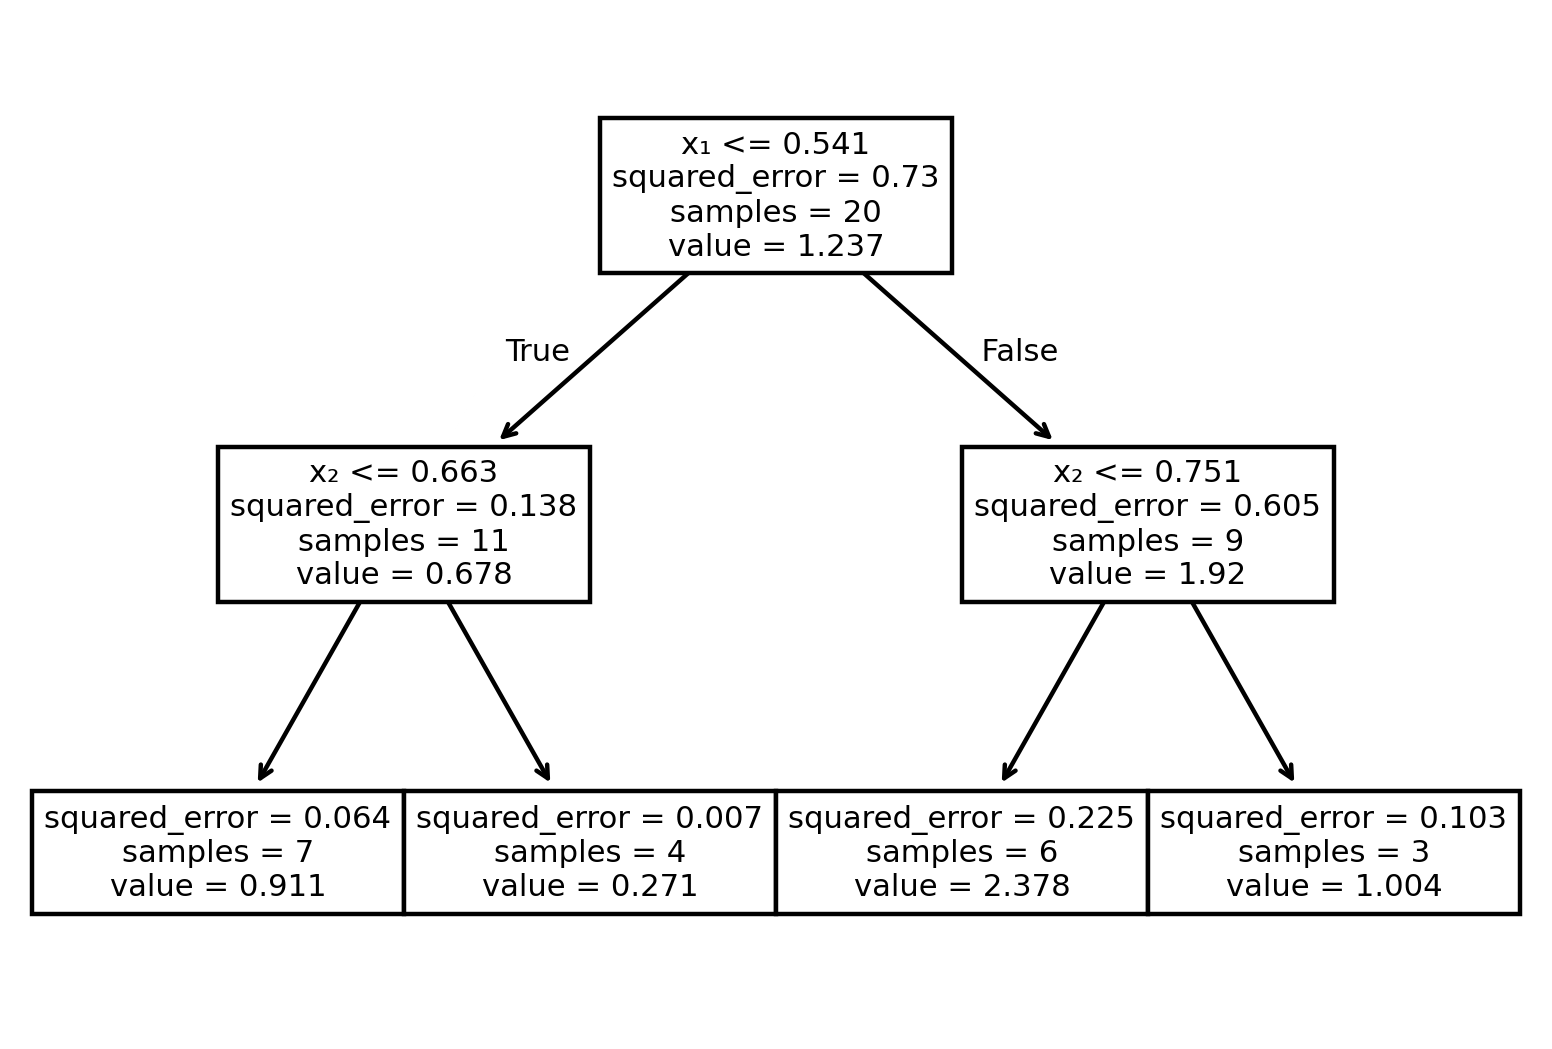 x₁ <= 0.541
squared_error = 0.73
samples = 20
value = 1.237
True
False
x₂ <= 0.663
squared_error = 0.138
samples = 11
value = 0.678
x₂ <= 0.751
squared_error = 0.605
samples = 9
value = 1.92
squared_error = 0.064
samples = 7
value = 0.911
squared_error = 0.007
samples = 4
value = 0.271
squared_error = 0.225
samples = 6
value = 2.378
squared_error = 0.103
samples = 3
value = 1.004